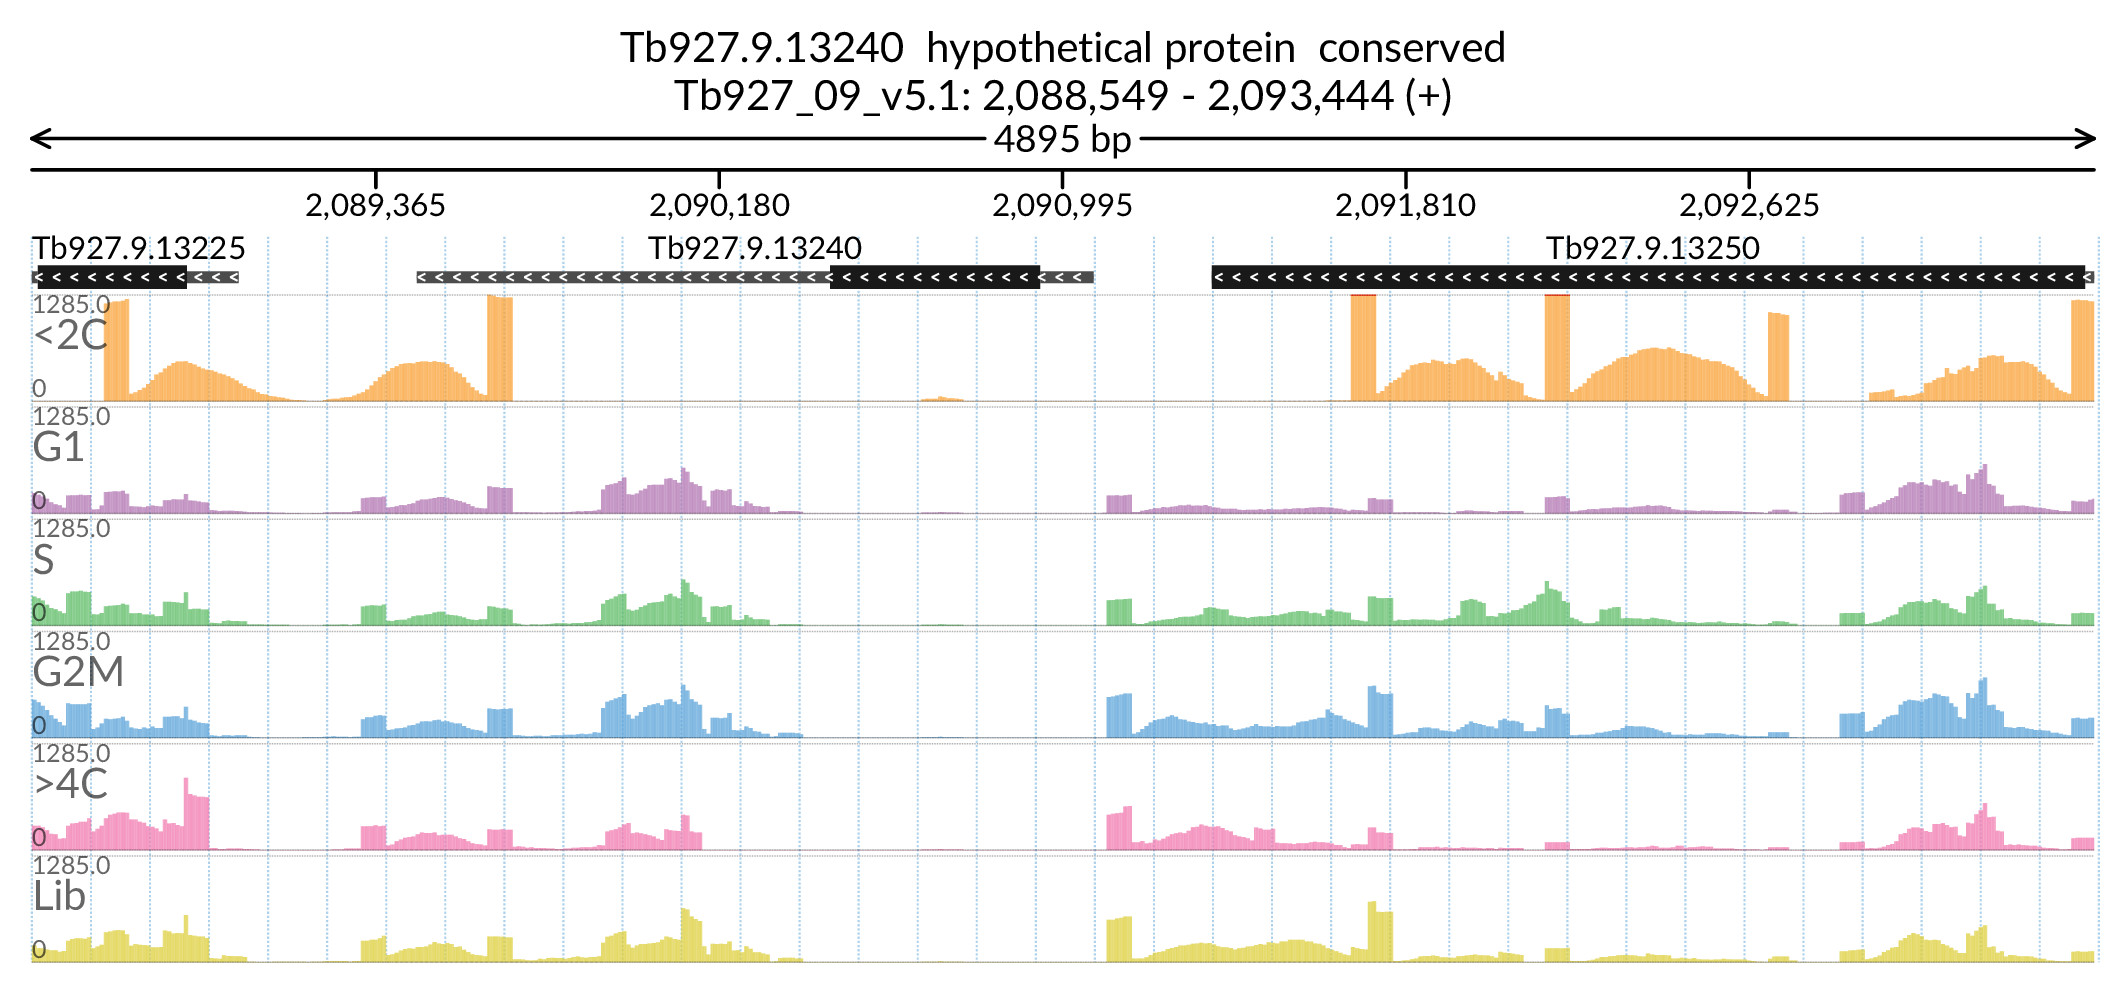 Tb927.9.13240  hypothetical protein  conserved
Tb927_09_v5.1: 2,088,549 - 2,093,444 (+)
4895 bp
2,089,365 2,090,180 2,090,995 2,091,810 2,092,625
Tb927.9.13225 Tb927.9.13240 Tb927.9.13250
1285.0
<2C
0
1285.0
G1
0
1285.0
S
0
1285.0
G2M
0
1285.0
>4C
0
1285.0
Lib
0